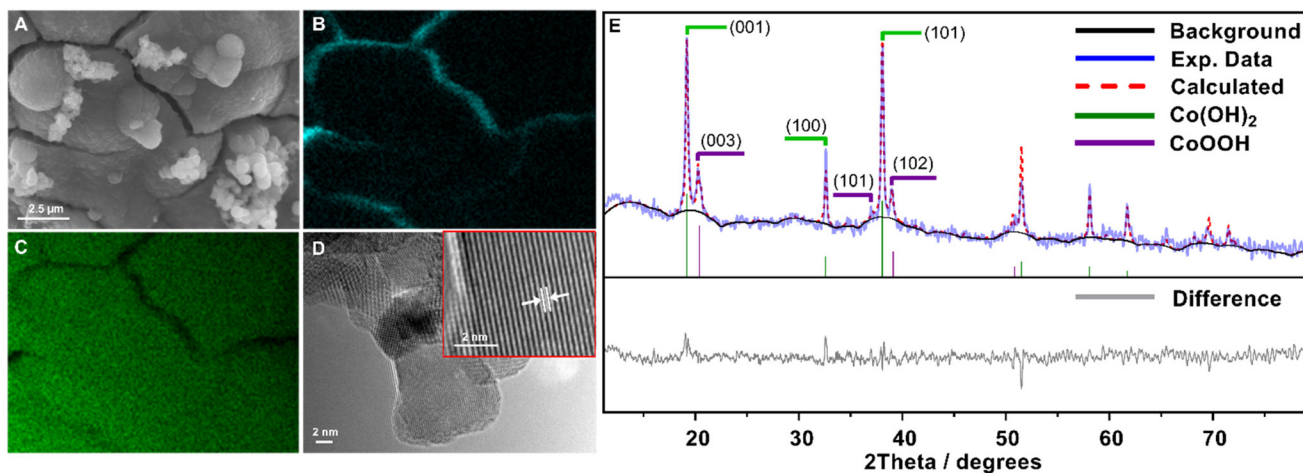 A
2.5 µm
B
C
D
2 nm
2 nm
E
(001)
(003)
(100)
(101)
(101)
(102)
Background
Exp. Data
Calculated
Co(OH)₂
CoOOH
Difference
20 30 40 50 60 70
2Theta / degrees